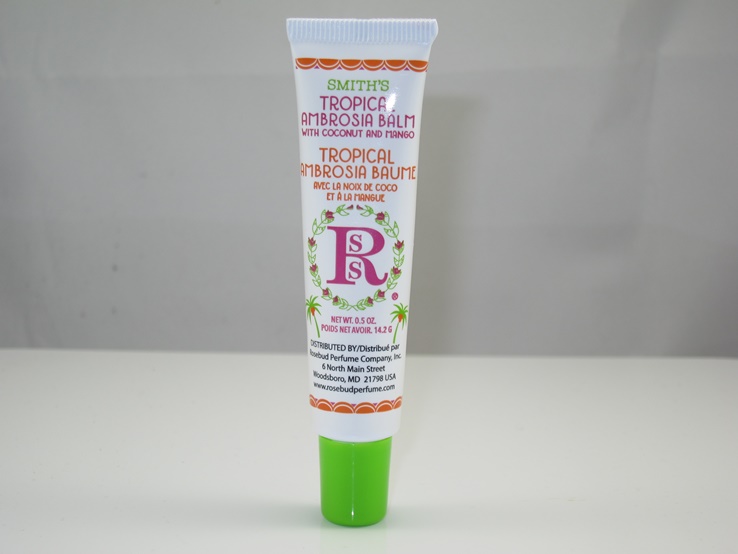 SMITH'S
TROPICAL
AMBROSIA BALM
WITH COCONUT AND MANGO
TROPICAL
AMBROSIA BAUME
AVEC LA NOIX DE COCO
ET À LA MANGUE
R
S
S
®
NET WT. 0.5 OZ.
POIDS NET AVOIR. 14.2 G
DISTRIBUTED BY/Distribué par
Rosebud Perfume Company, Inc.
6 North Main Street
Woodsboro, MD 21798 USA
www.rosebudperfume.com